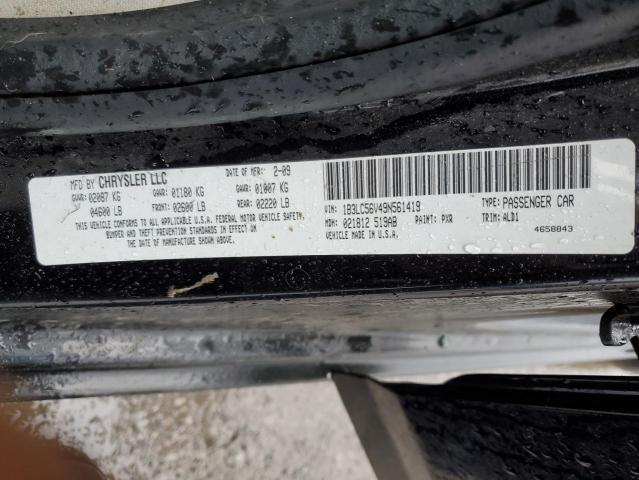 MFD BY CHRYSLER LLC DATE OF MFR: 2-09
GVWR: 02087 KG GAWR: 01180 KG GAWR: 01007 KG
04600 LB FRONT: 02600 LB REAR: 02220 LB
THIS VEHICLE CONFORMS TO ALL APPLICABLE U.S.A. FEDERAL MOTOR VEHICLE SAFETY,
BUMPER AND THEFT PREVENTION STANDARDS IN EFFECT ON
THE DATE OF MANUFACTURE SHOWN ABOVE.
VIN: 1B3LC56V49N561419 TYPE: PASSENGER CAR
MDH: 021812 519AB PAINT: PXR TRIM: ALD1
VEHICLE MADE IN U.S.A. 4658843